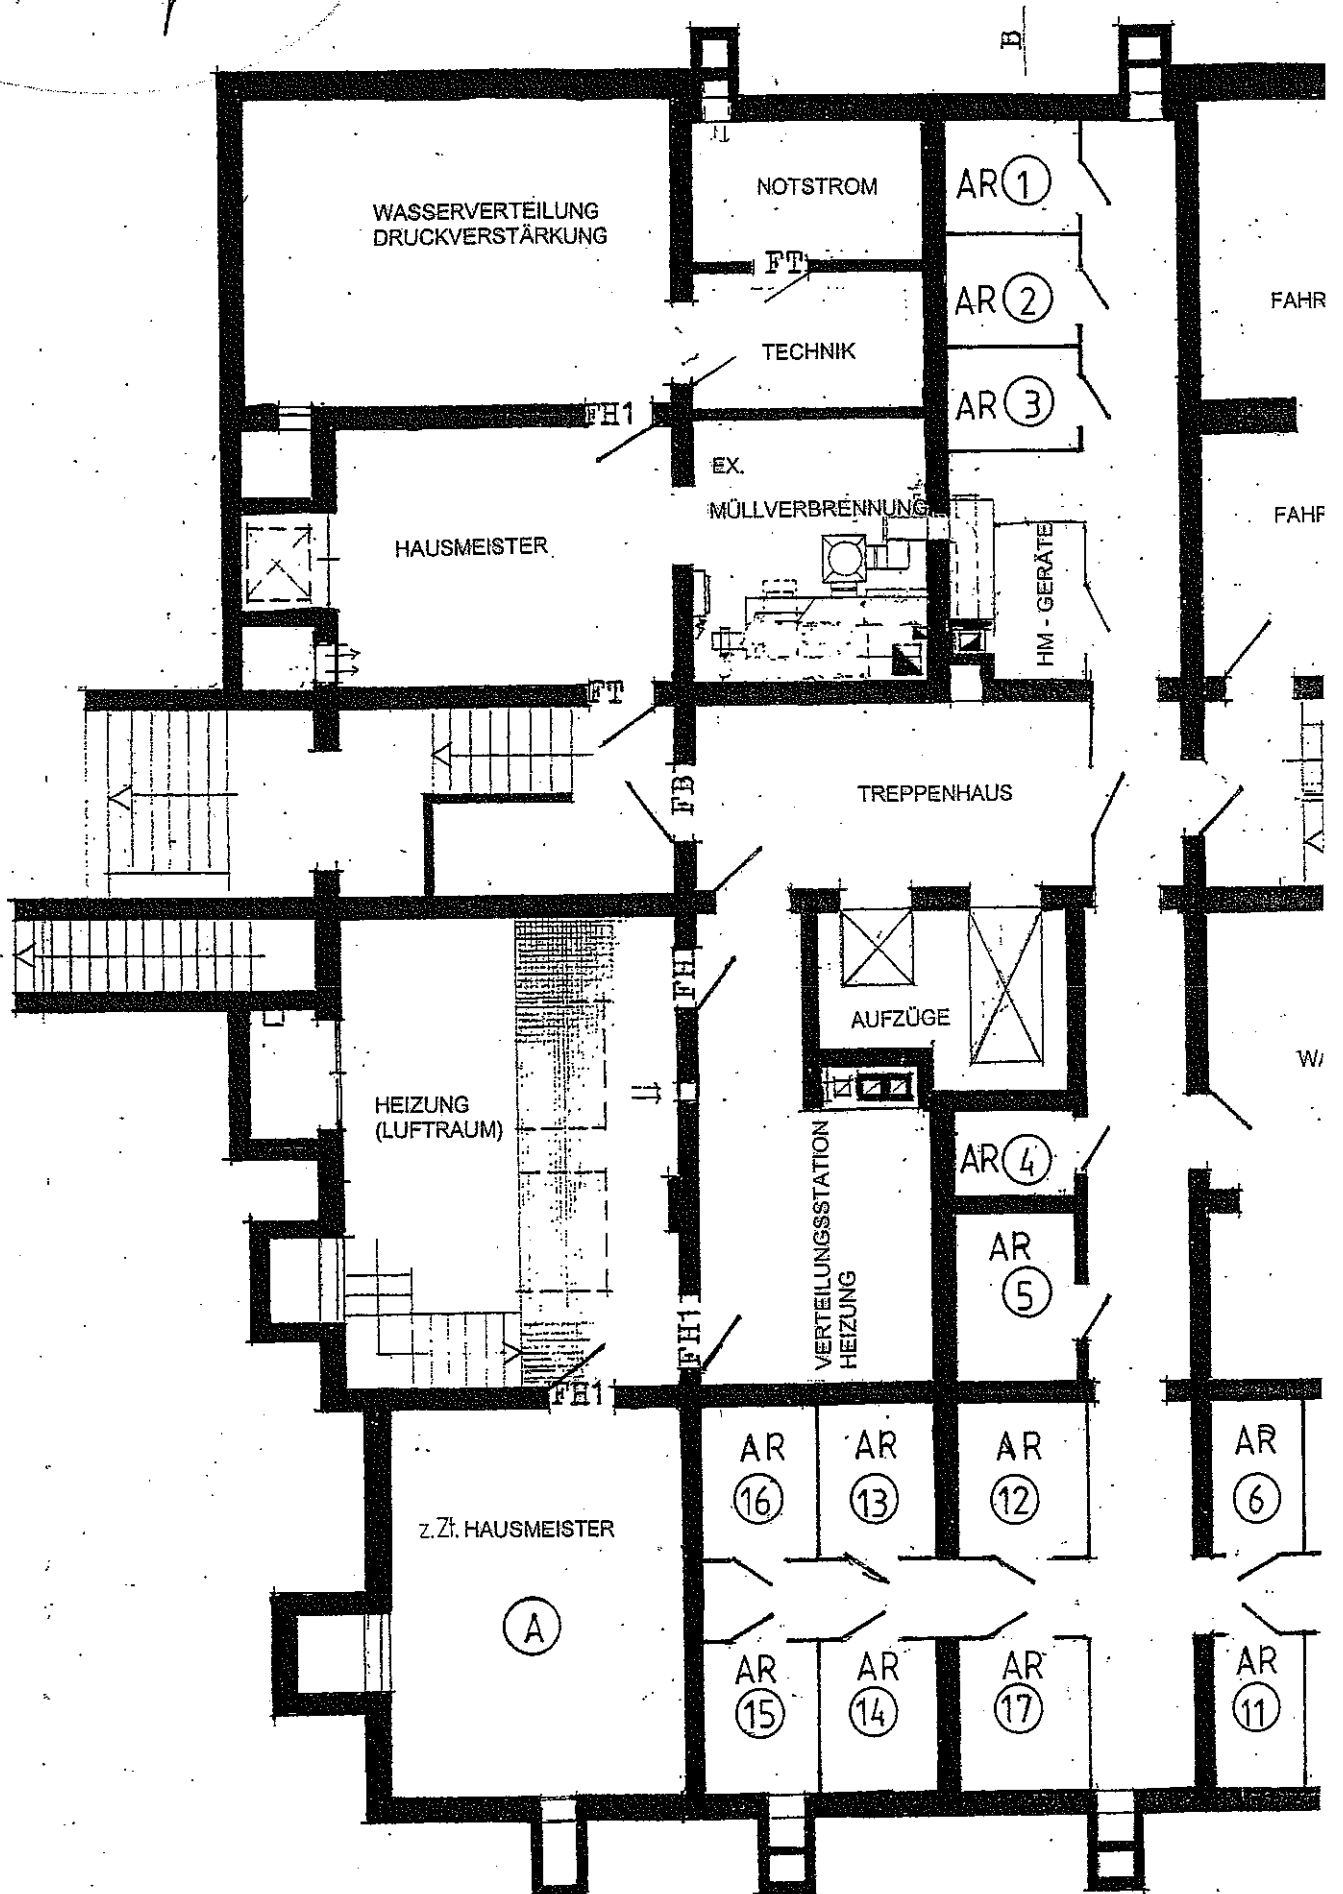 B
NOTSTROM
AR 1
WASSERVERTEILUNG
DRUCKVERSTÄRKUNG
FT
AR 2
FAHR
TECHNIK
AR 3
FH1
EX.
MÜLLVERBRENNUNG
FAHR
HAUSMEISTER
HM - GERÄTE
FT
FB
TREPPENHAUS
FH
AUFZÜGE
WA
HEIZUNG
(LUFTRAUM)
VERTEILUNGSSTATION
HEIZUNG
AR 4
AR
5
FH1
FH1
AR
16
AR
13
AR
12
AR
6
z.Zt. HAUSMEISTER
A
AR
15
AR
14
AR
17
AR
11